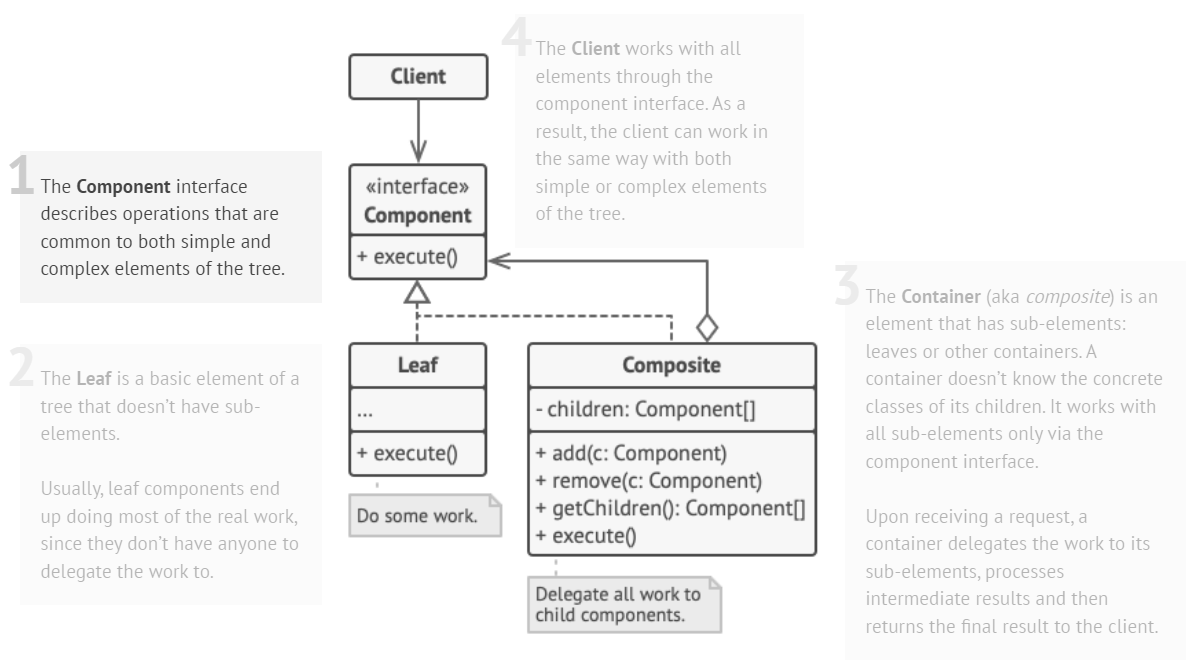 4
The Client works with all
elements through the
component interface. As a
result, the client can work in
the same way with both
simple or complex elements
of the tree.
Client
1
The Component interface
describes operations that are
common to both simple and
complex elements of the tree.
«interface»
Component
+ execute()
2
The Leaf is a basic element of a
tree that doesn’t have sub-
elements.
Usually, leaf components end
up doing most of the real work,
since they don’t have anyone to
delegate the work to.
Leaf
...
+ execute()
Do some work.
Composite
- children: Component[]
+ add(c: Component)
+ remove(c: Component)
+ getChildren(): Component[]
+ execute()
Delegate all work to
child components.
3
The Container (aka composite) is an
element that has sub-elements:
leaves or other containers. A
container doesn’t know the concrete
classes of its children. It works with
all sub-elements only via the
component interface.
Upon receiving a request, a
container delegates the work to its
sub-elements, processes
intermediate results and then
returns the final result to the client.